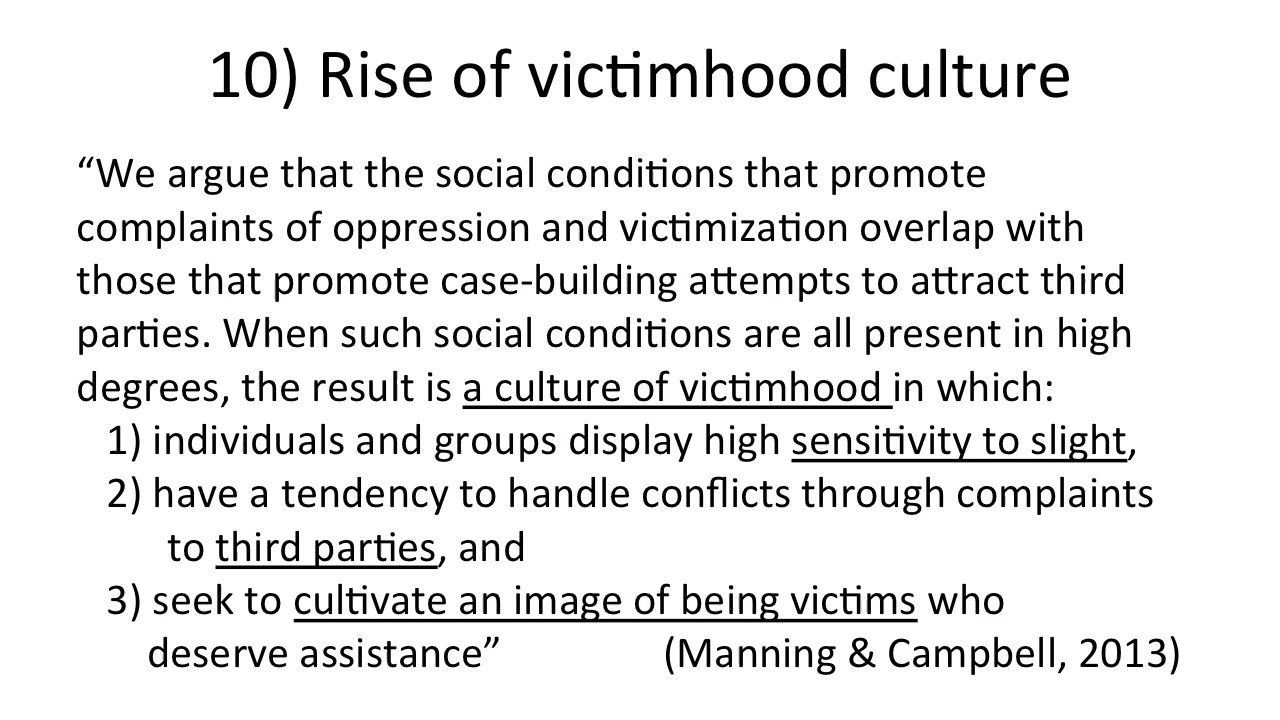 10) Rise of victimhood culture
“We argue that the social conditions that promote
complaints of oppression and victimization overlap with
those that promote case-building attempts to attract third
parties. When such social conditions are all present in high
degrees, the result is a culture of victimhood in which:
1) individuals and groups display high sensitivity to slight,
2) have a tendency to handle conflicts through complaints
to third parties, and
3) seek to cultivate an image of being victims who
deserve assistance” (Manning & Campbell, 2013)